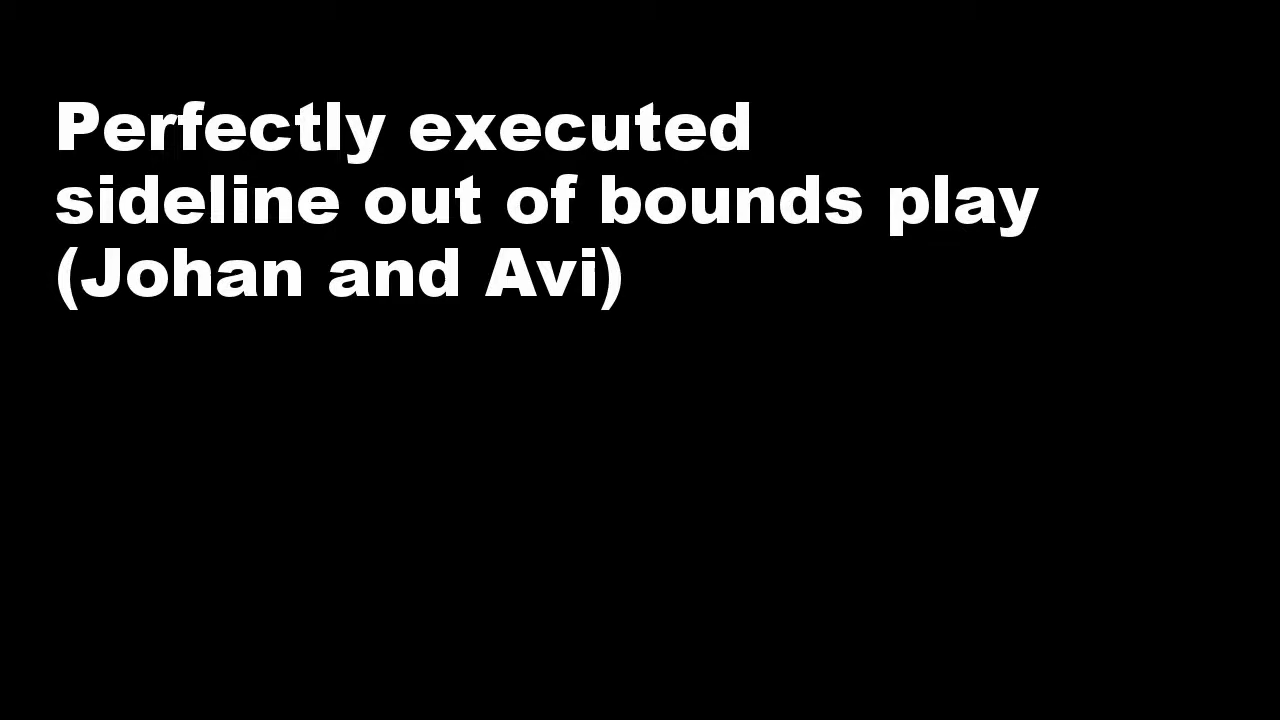 Perfectly executed
sideline out of bounds play
(Johan and Avi)